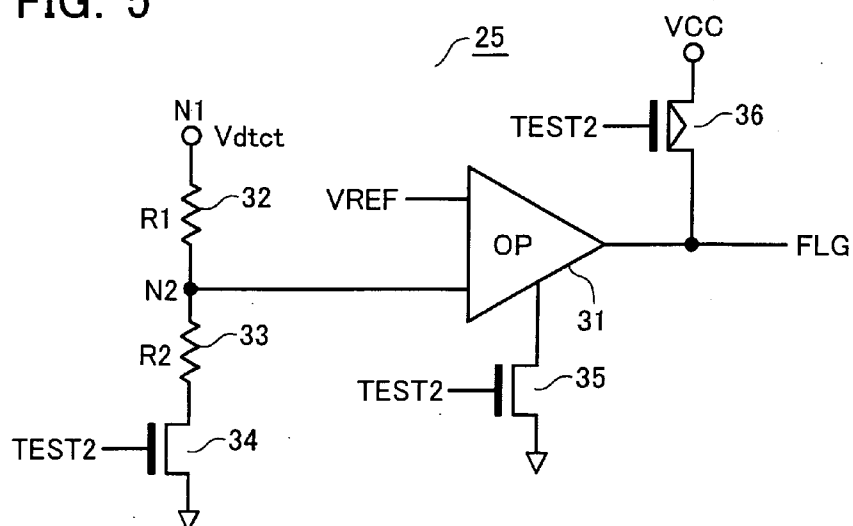 FIG. 5
25
VCC
N1
Vdtct
TEST2
36
32
R1
VREF
OP
FLG
N2
31
33
R2
TEST2
35
TEST2
34